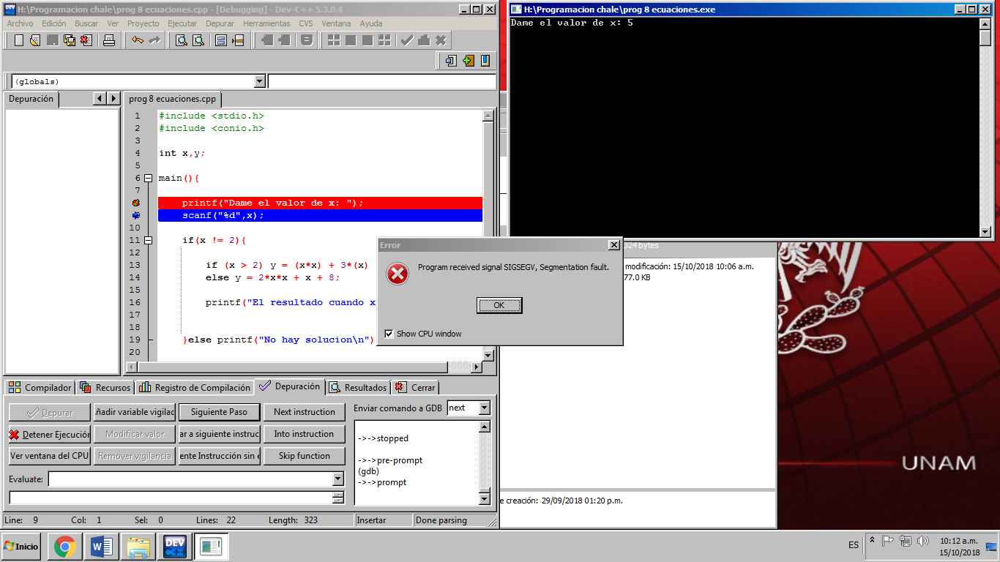 H:\Programacion chale\prog 8 ecuaciones.cpp - [Debugging] - Dev-C++ 5.3.0.4
Archivo Edición Buscar Ver Proyecto Ejecutar Depurar Herramientas CVS Ventana Ayuda
(globals)
Depuración
prog 8 ecuaciones.cpp
1 #include <stdio.h>
2 #include <conio.h>
3
4 int x,y;
5
6 main(){
7
printf("Dame el valor de x: ");
scanf("%d",x);
10
11 if(x != 2){
12
13 if (x > 2) y = (x*x) + 3*(x)
14 else y = 2*x*x + x + 8;
15
16 printf("El resultado cuando x
17
18
19 }else printf("No hay solucion\n")
20
H:\Programacion chale\prog 8 ecuaciones.exe
Dame el valor de x: 5
Error
Program received signal SIGSEGV, Segmentation fault.
OK
Show CPU window
324 bytes
modificación: 15/10/2018 10:06 a.m.
77.0 KB
e creación: 29/09/2018 01:20 p.m.
UNAM
Compilador Recursos Registro de Compilación Depuración Resultados Cerrar
Depurar ñadir variable vigilad Siguiente Paso Next instruction
Detener Ejecución Modificar valor ar a siguiente instruc Into instruction
Ver ventana del CPU Remover vigilancia ente Instrucción sin e Skip function
Evaluate:
Enviar comando a GDB next
->->stopped
->->pre-prompt
(gdb)
->->prompt
Line: 9 Col: 1 Sel: 0 Lines: 22 Length: 323 Insertar Done parsing
Inicio
W
DEV C++
ES
10:12 a.m.
15/10/2018